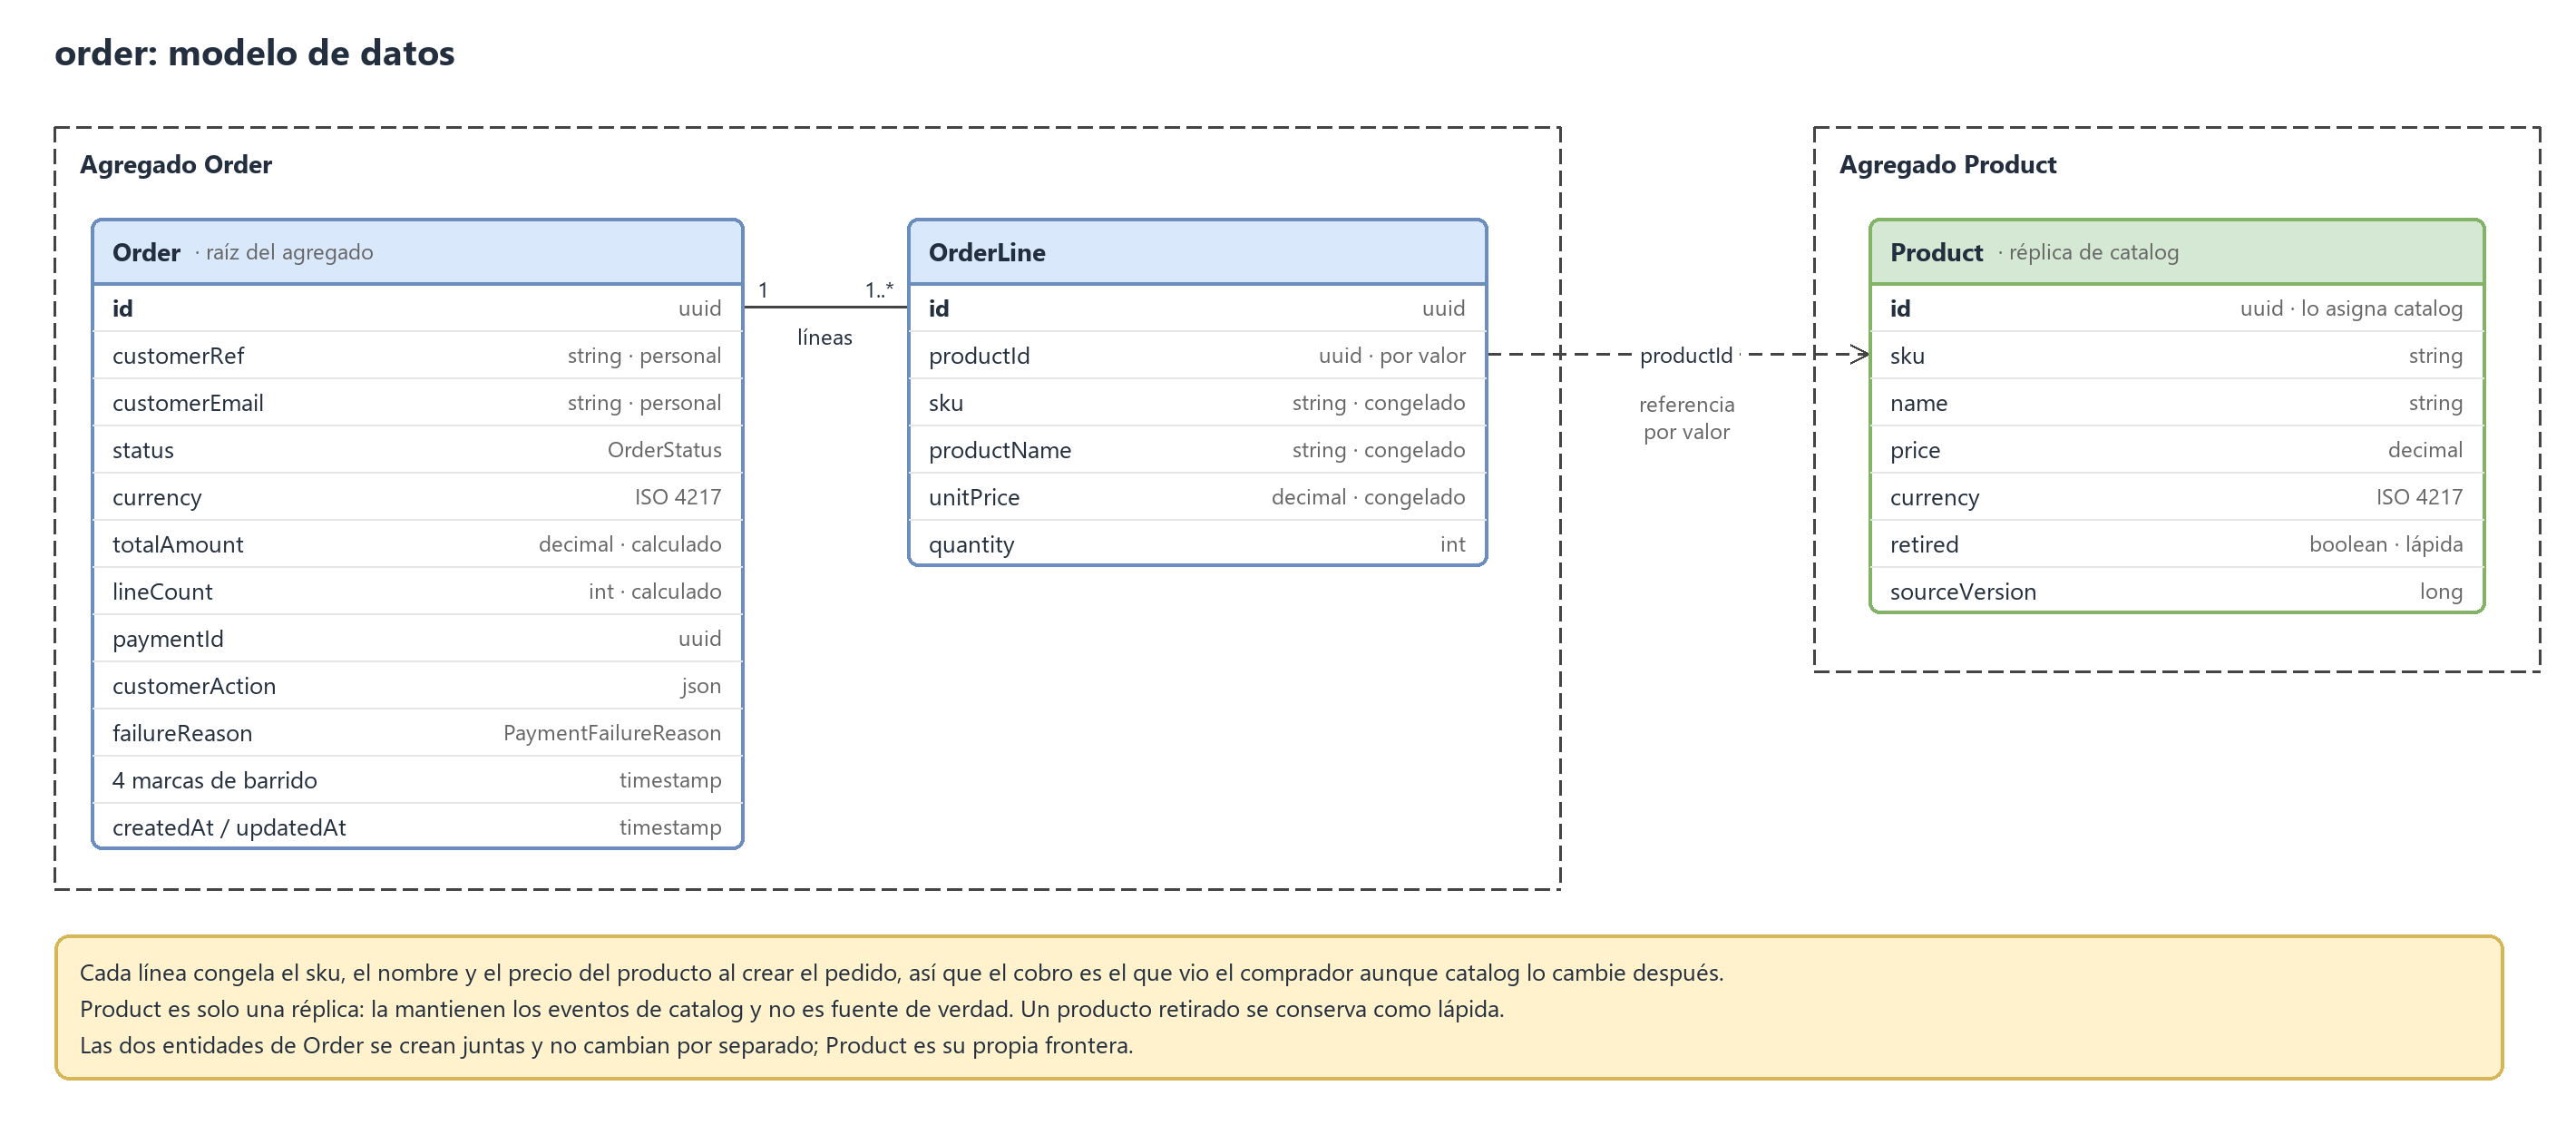 order: modelo de datos
Agregado Order
Order · raíz del agregado
id uuid
customerRef string · personal
customerEmail string · personal
status OrderStatus
currency ISO 4217
totalAmount decimal · calculado
lineCount int · calculado
paymentId uuid
customerAction json
failureReason PaymentFailureReason
4 marcas de barrido timestamp
createdAt / updatedAt timestamp
1 1..*
líneas
OrderLine
id uuid
productId uuid · por valor
sku string · congelado
productName string · congelado
unitPrice decimal · congelado
quantity int
productId ·
referencia
por valor
Agregado Product
Product · réplica de catalog
id uuid · lo asigna catalog
sku string
name string
price decimal
currency ISO 4217
retired boolean · lápida
sourceVersion long
Cada línea congela el sku, el nombre y el precio del producto al crear el pedido, así que el cobro es el que vio el comprador aunque catalog lo cambie después.
Product es solo una réplica: la mantienen los eventos de catalog y no es fuente de verdad. Un producto retirado se conserva como lápida.
Las dos entidades de Order se crean juntas y no cambian por separado; Product es su propia frontera.